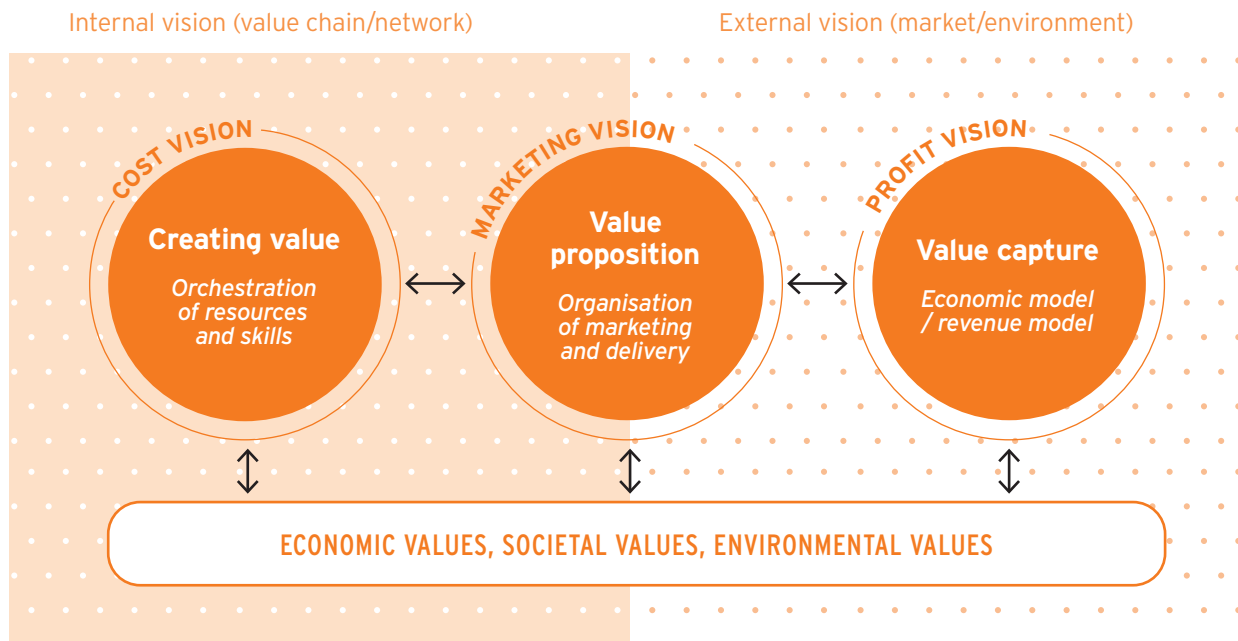 Internal vision (value chain/network)
External vision (market/environment)
COST VISION
Creating value
Orchestration
of resources
and skills
MARKETING VISION
Value
proposition
Organisation
of marketing
and delivery
PROFIT VISION
Value capture
Economic model
/ revenue model
ECONOMIC VALUES, SOCIETAL VALUES, ENVIRONMENTAL VALUES